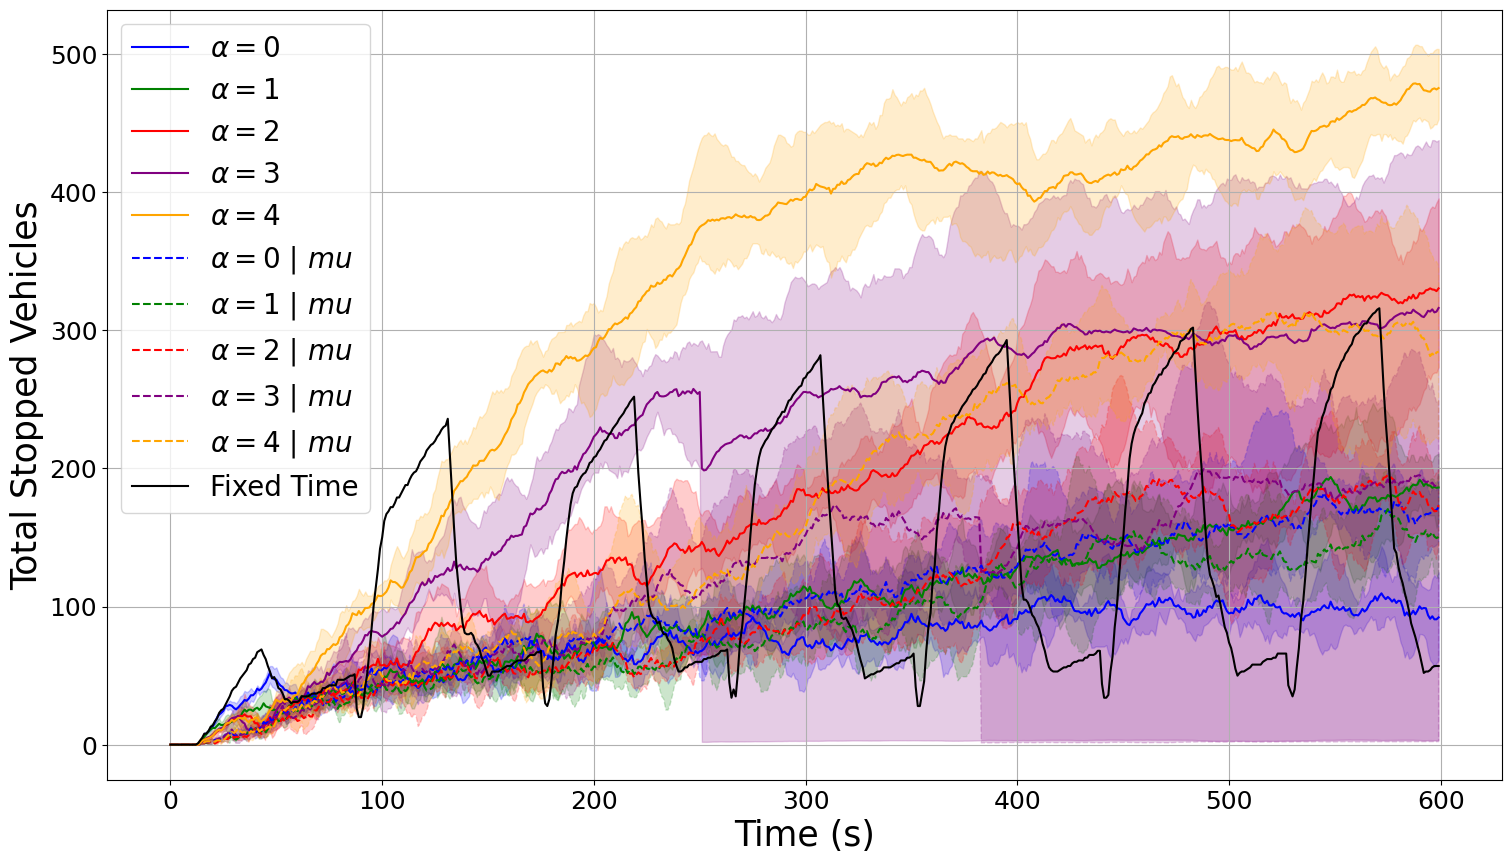 Total Stopped Vehicles
500
400
300
200
100
0
α = 0
α = 1
α = 2
α = 3
α = 4
α = 0 | mu
α = 1 | mu
α = 2 | mu
α = 3 | mu
α = 4 | mu
Fixed Time
0 100 200 300 400 500 600
Time (s)